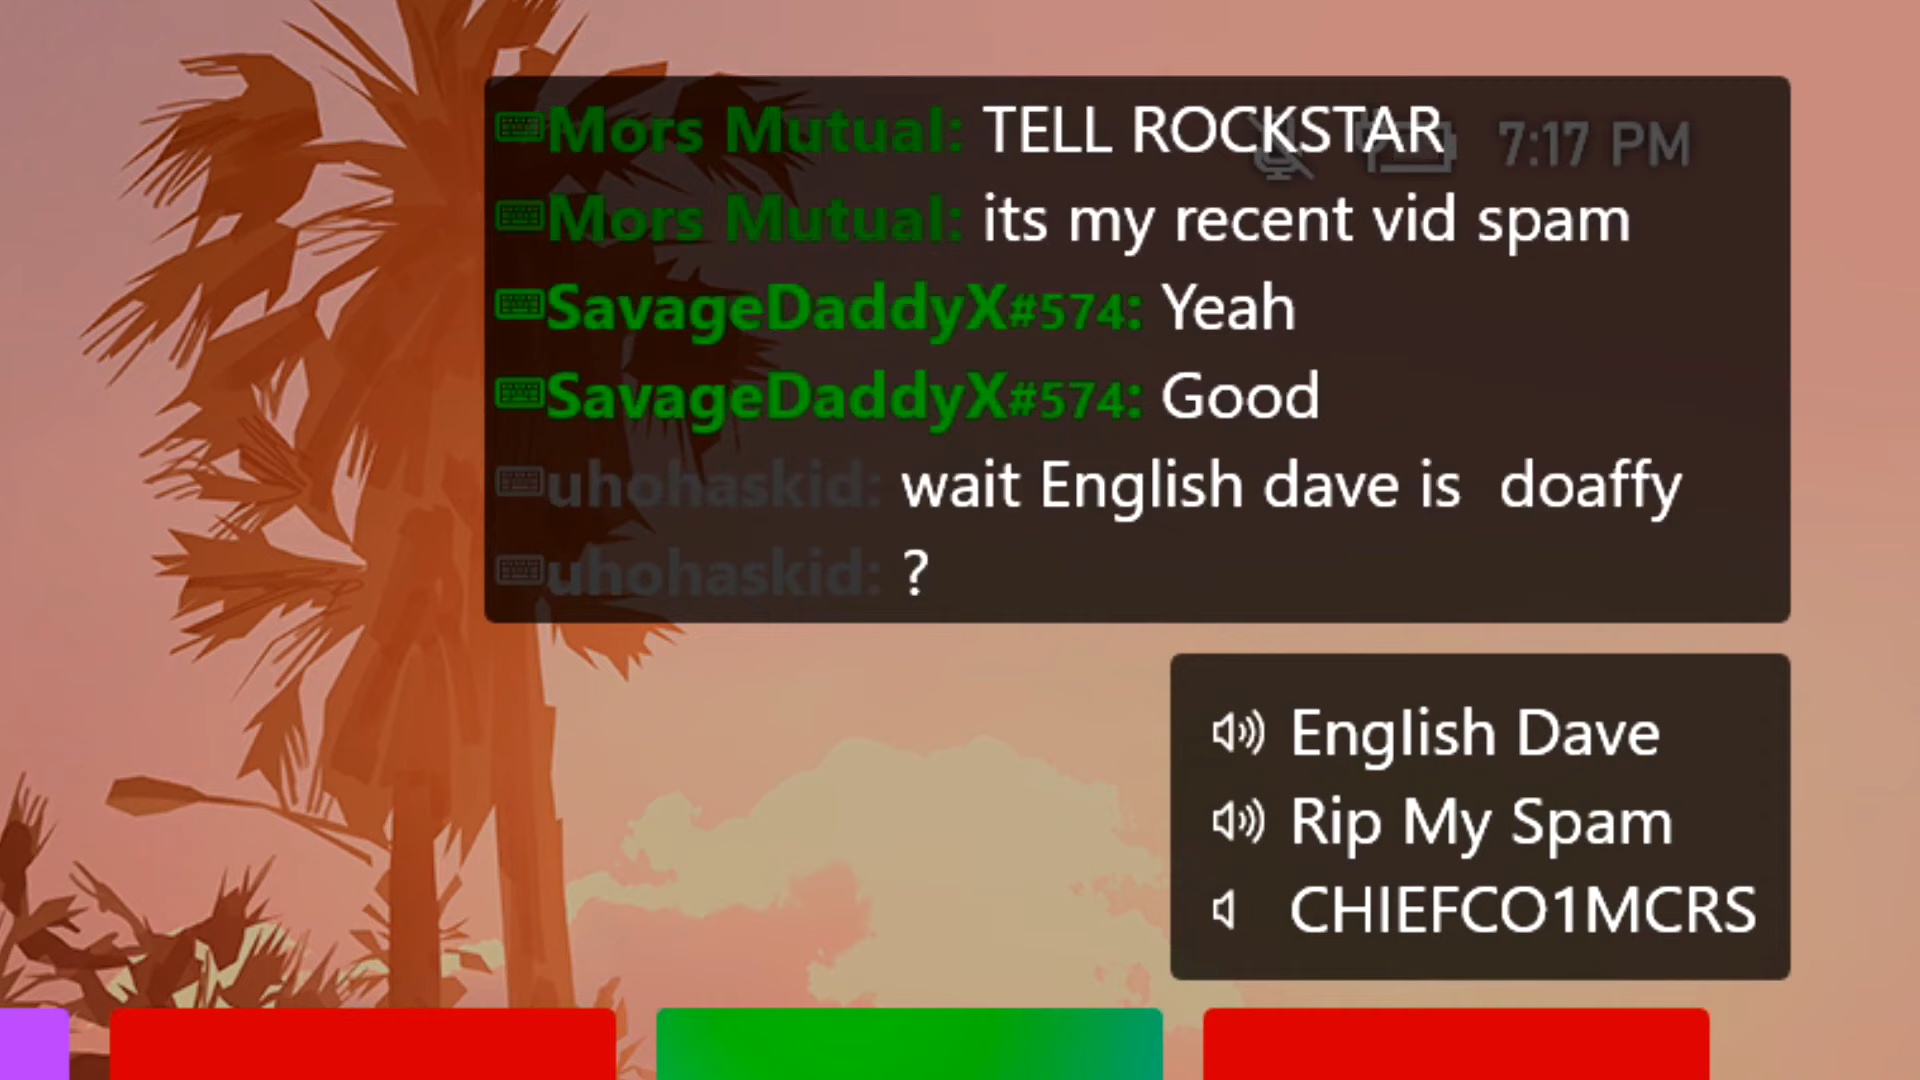 Mors Mutual: TELL ROCKSTAR
7:17 PM
Mors Mutual: its my recent vid spam
SavageDaddyX#574: Yeah
SavageDaddyX#574: Good
uhohaskid: wait English dave is  doaffy
uhohaskid: ?
English Dave
Rip My Spam
CHIEFCO1MCRS